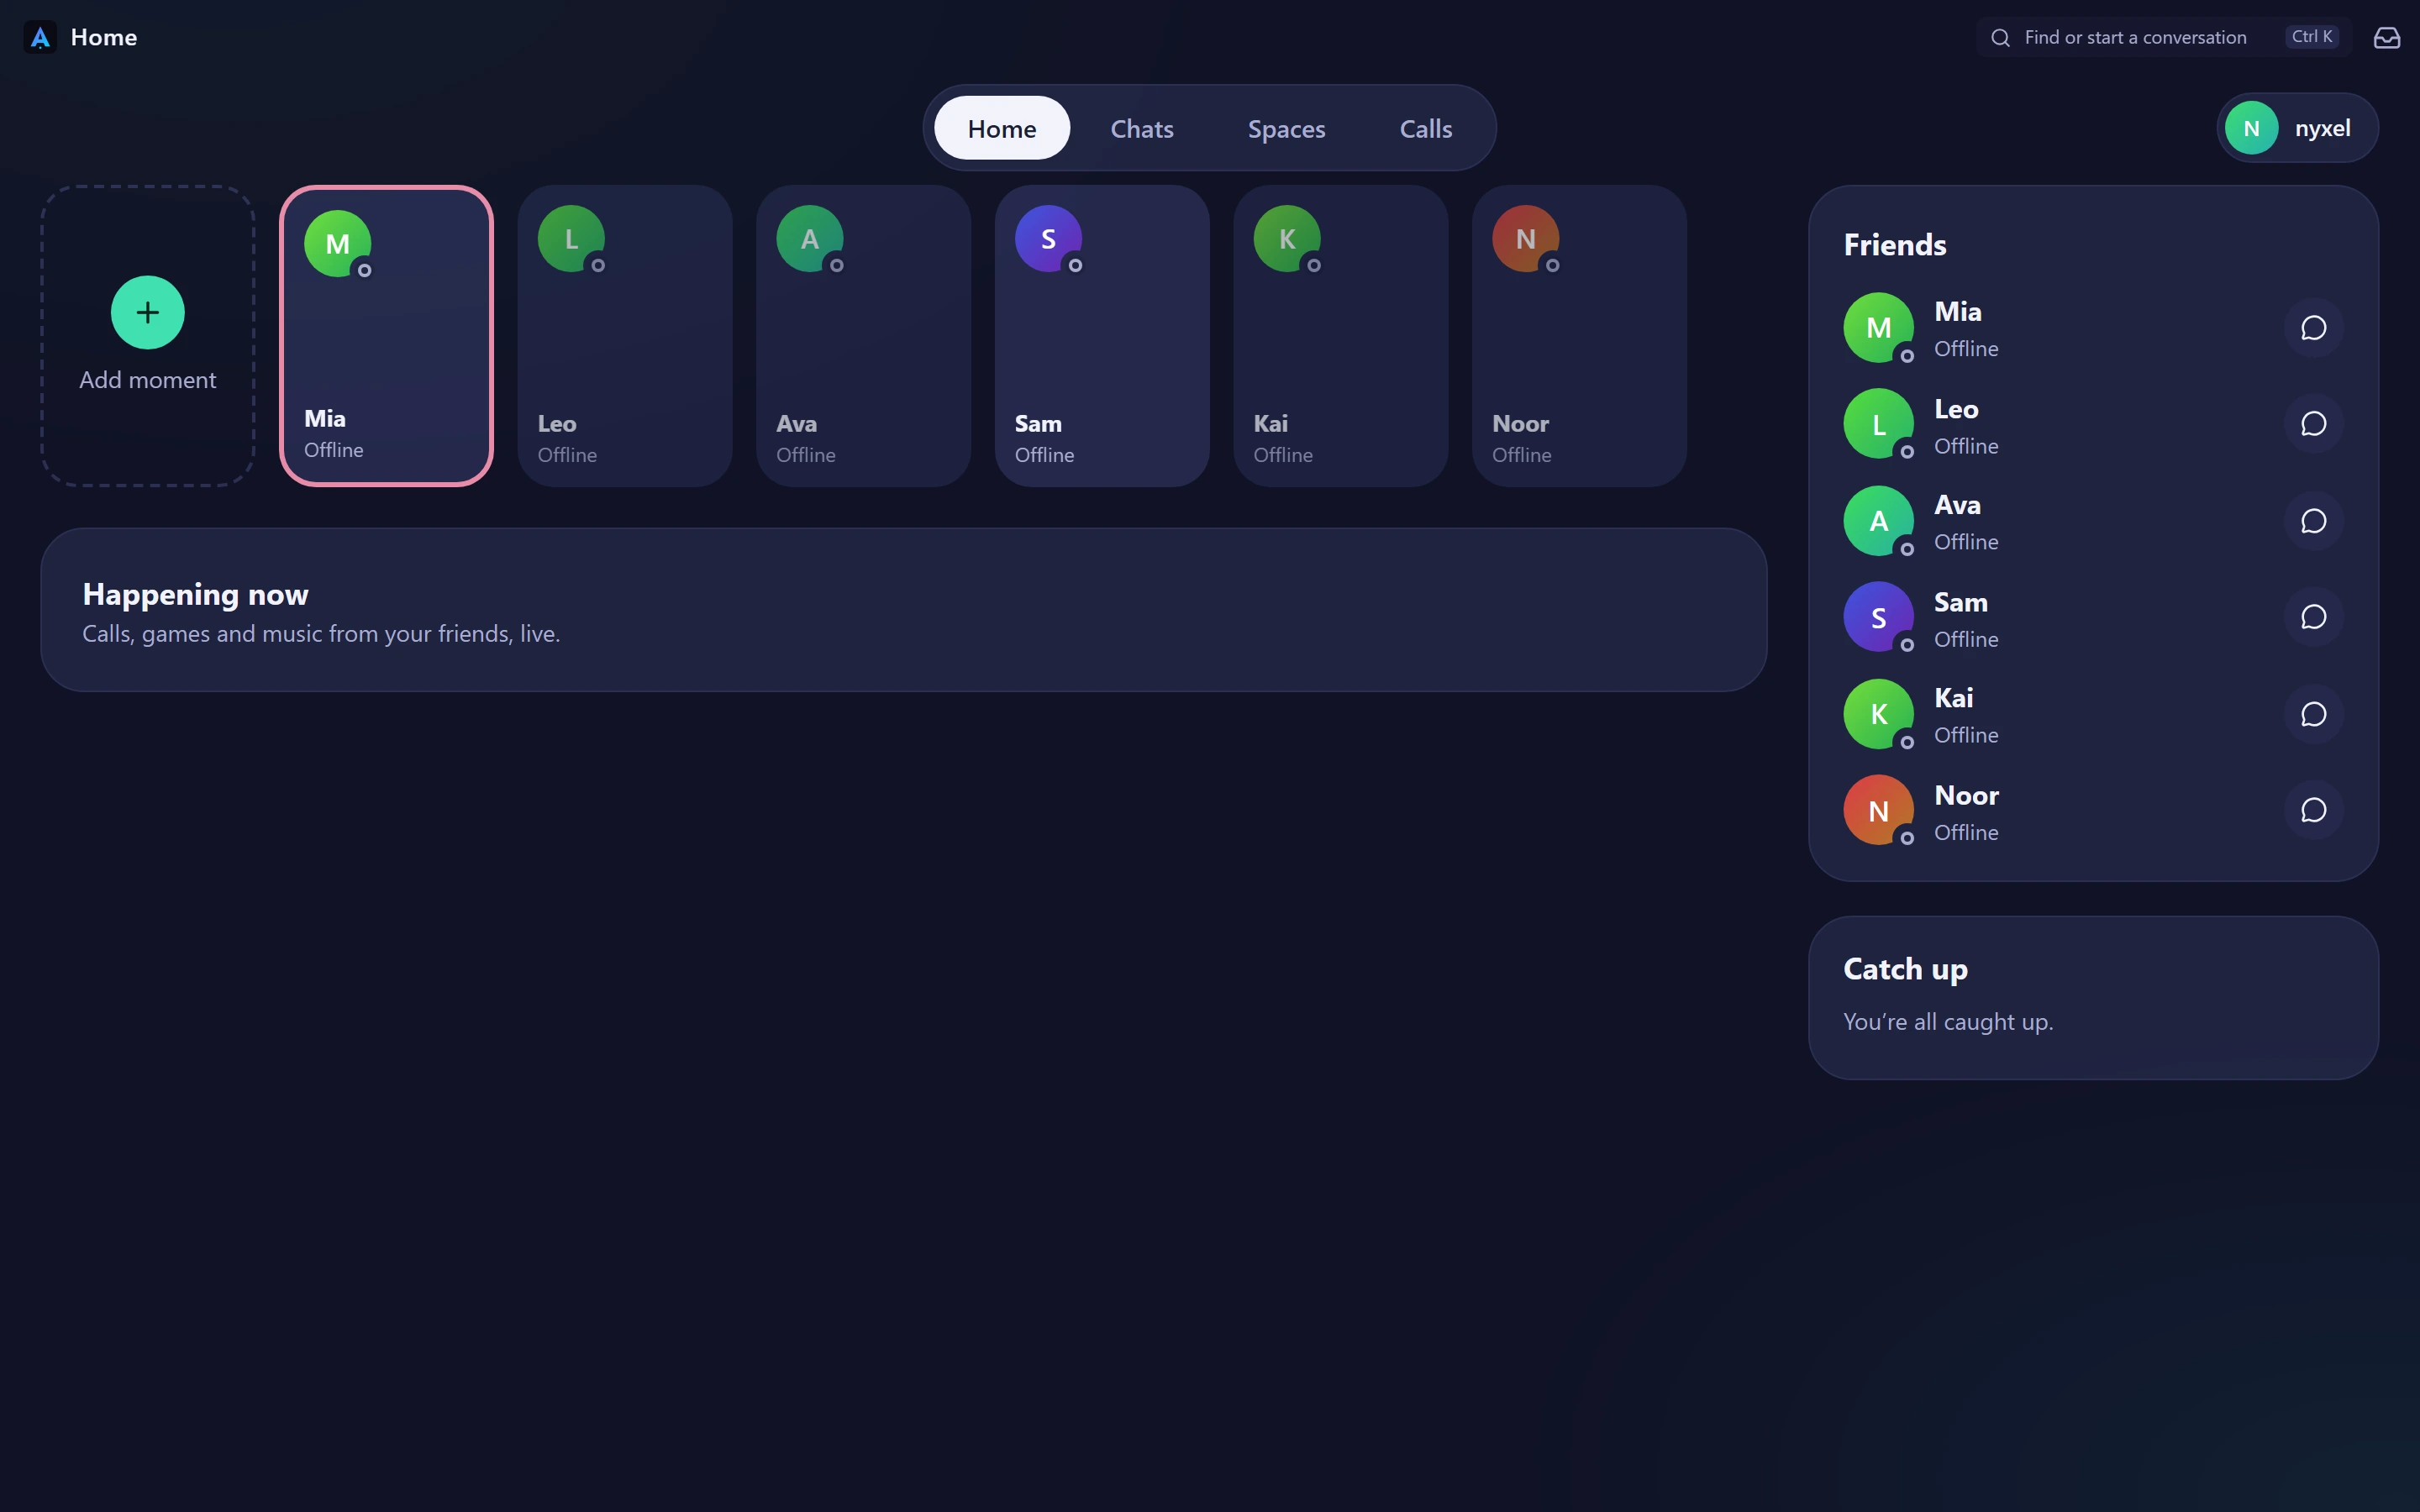 A Home
Find or start a conversation Ctrl K
Home Chats Spaces Calls
N nyxel
Add moment
M
Mia
Offline
L
Leo
Offline
A
Ava
Offline
S
Sam
Offline
K
Kai
Offline
N
Noor
Offline
Happening now
Calls, games and music from your friends, live.
Friends
M
Mia
Offline
L
Leo
Offline
A
Ava
Offline
S
Sam
Offline
K
Kai
Offline
N
Noor
Offline
Catch up
You’re all caught up.